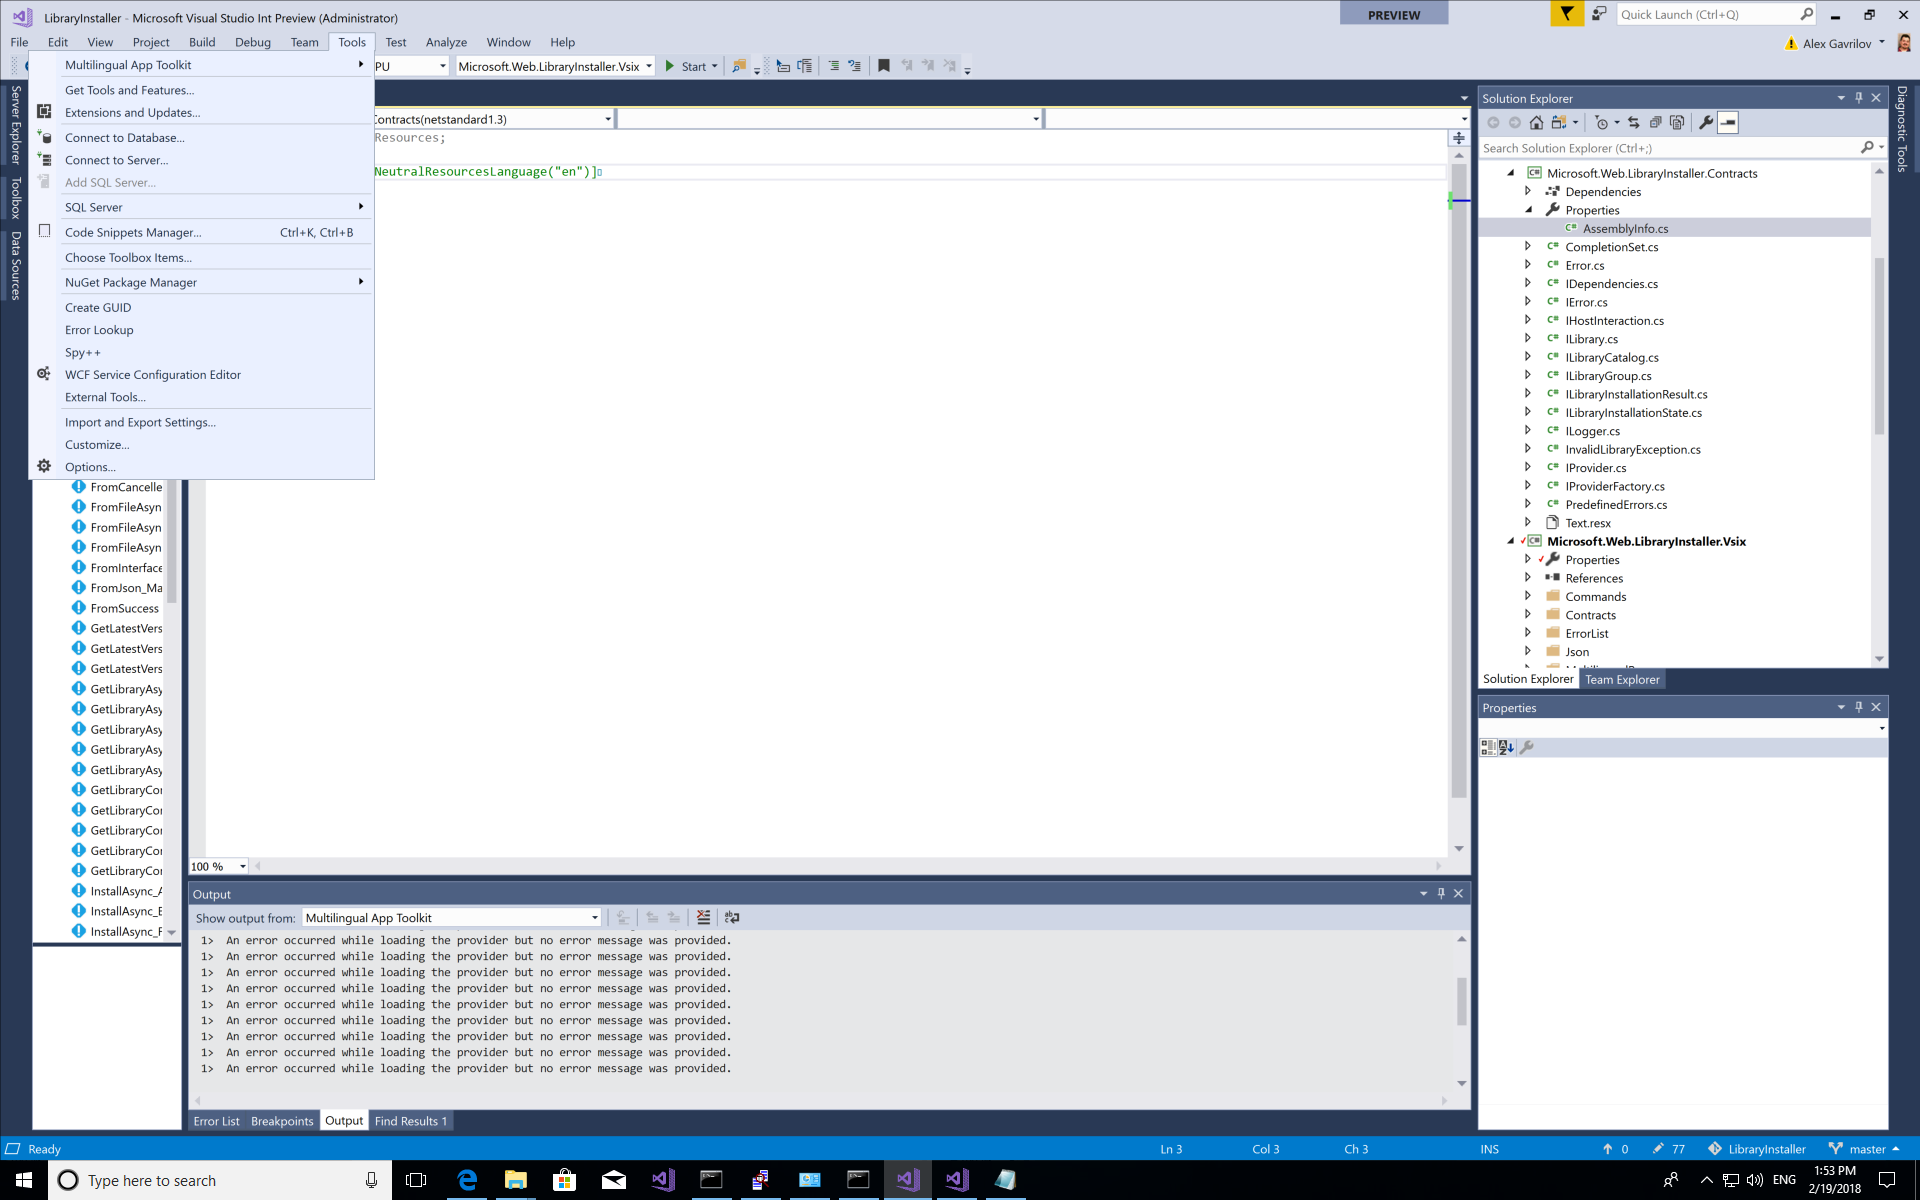 LibraryInstaller - Microsoft Visual Studio Int Preview (Administrator)
PREVIEW
Quick Launch (Ctrl+Q)
File Edit View Project Build Debug Team Tools Test Analyze Window Help
Alex Gavrilov
PU
Microsoft.Web.LibraryInstaller.Vsix
Start
Multilingual App Toolkit
Get Tools and Features...
Extensions and Updates...
Connect to Database...
Connect to Server...
Add SQL Server...
SQL Server
Code Snippets Manager... Ctrl+K, Ctrl+B
Choose Toolbox Items...
NuGet Package Manager
Create GUID
Error Lookup
Spy++
WCF Service Configuration Editor
External Tools...
Import and Export Settings...
Customize...
Options...
Server Explorer
Toolbox
Data Sources
FromCancelle
FromFileAsyn
FromFileAsyn
FromFileAsyn
FromInterface
FromJson_Ma
FromSuccess
GetLatestVers
GetLatestVers
GetLatestVers
GetLibraryAsy
GetLibraryAsy
GetLibraryAsy
GetLibraryAsy
GetLibraryAsy
GetLibraryCor
GetLibraryCor
GetLibraryCor
GetLibraryCor
GetLibraryCor
InstallAsync_A
InstallAsync_E
InstallAsync_F
Contracts(netstandard1.3)
Resources;
NeutralResourcesLanguage("en")]
100 %
Output
Show output from: Multilingual App Toolkit
1> An error occurred while loading the provider but no error message was provided.
1> An error occurred while loading the provider but no error message was provided.
1> An error occurred while loading the provider but no error message was provided.
1> An error occurred while loading the provider but no error message was provided.
1> An error occurred while loading the provider but no error message was provided.
1> An error occurred while loading the provider but no error message was provided.
1> An error occurred while loading the provider but no error message was provided.
1> An error occurred while loading the provider but no error message was provided.
1> An error occurred while loading the provider but no error message was provided.
Error List Breakpoints Output Find Results 1
Solution Explorer
Search Solution Explorer (Ctrl+;)
Microsoft.Web.LibraryInstaller.Contracts
Dependencies
Properties
AssemblyInfo.cs
CompletionSet.cs
Error.cs
IDependencies.cs
IError.cs
IHostInteraction.cs
ILibrary.cs
ILibraryCatalog.cs
ILibraryGroup.cs
ILibraryInstallationResult.cs
ILibraryInstallationState.cs
ILogger.cs
InvalidLibraryException.cs
IProvider.cs
IProviderFactory.cs
PredefinedErrors.cs
Text.resx
Microsoft.Web.LibraryInstaller.Vsix
Properties
References
Commands
Contracts
ErrorList
Json
Solution Explorer Team Explorer
Properties
Diagnostic Tools
Ready Ln 3 Col 3 Ch 3 INS 0 77 LibraryInstaller master
Type here to search
ENG
1:53 PM
2/19/2018